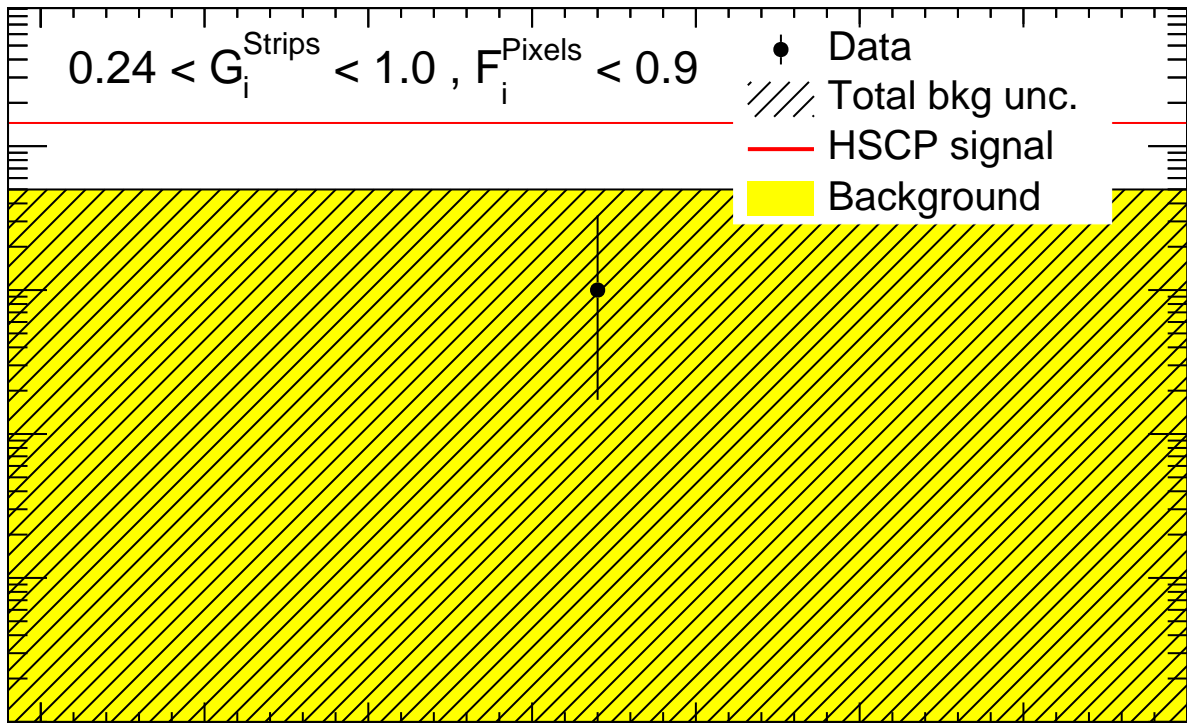 0.24 < G_i^Strips < 1.0 , F_i^Pixels < 0.9
Data
Total bkg unc.
HSCP signal
Background